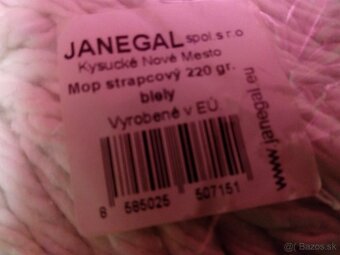 JANEGAL spol.s r.o
Kysucké Nové Mesto
Mop strapcový 220 gr.
biely
Vyrobené v EÚ.
8 585025 507151
www.janegal.ne
© Bazos.sk